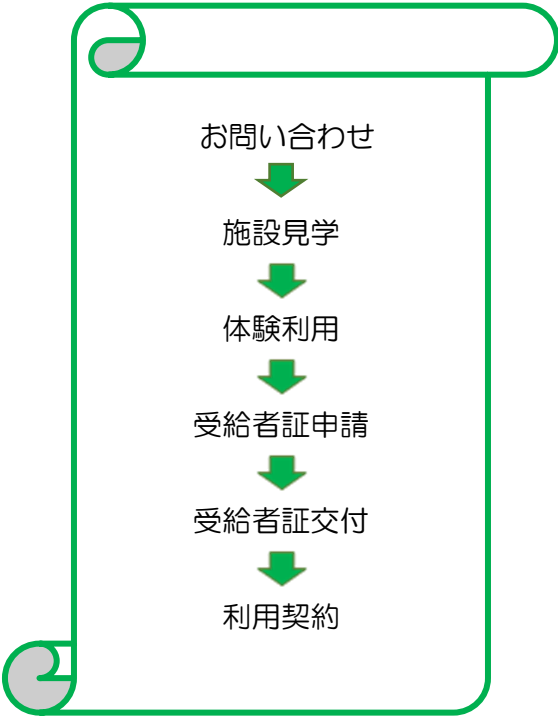 お問い合わせ
施設見学
体験利用
受給者証申請
受給者証交付
利用契約